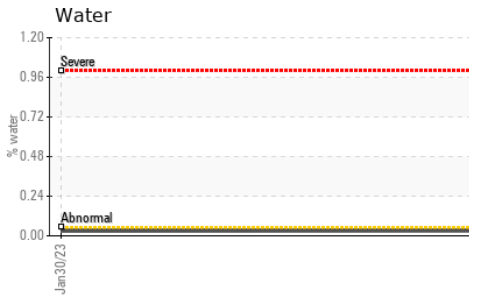 Water
1.20
Severe
0.96
0.72
% water
0.48
0.24
Abnormal
0.00
Jan30/23